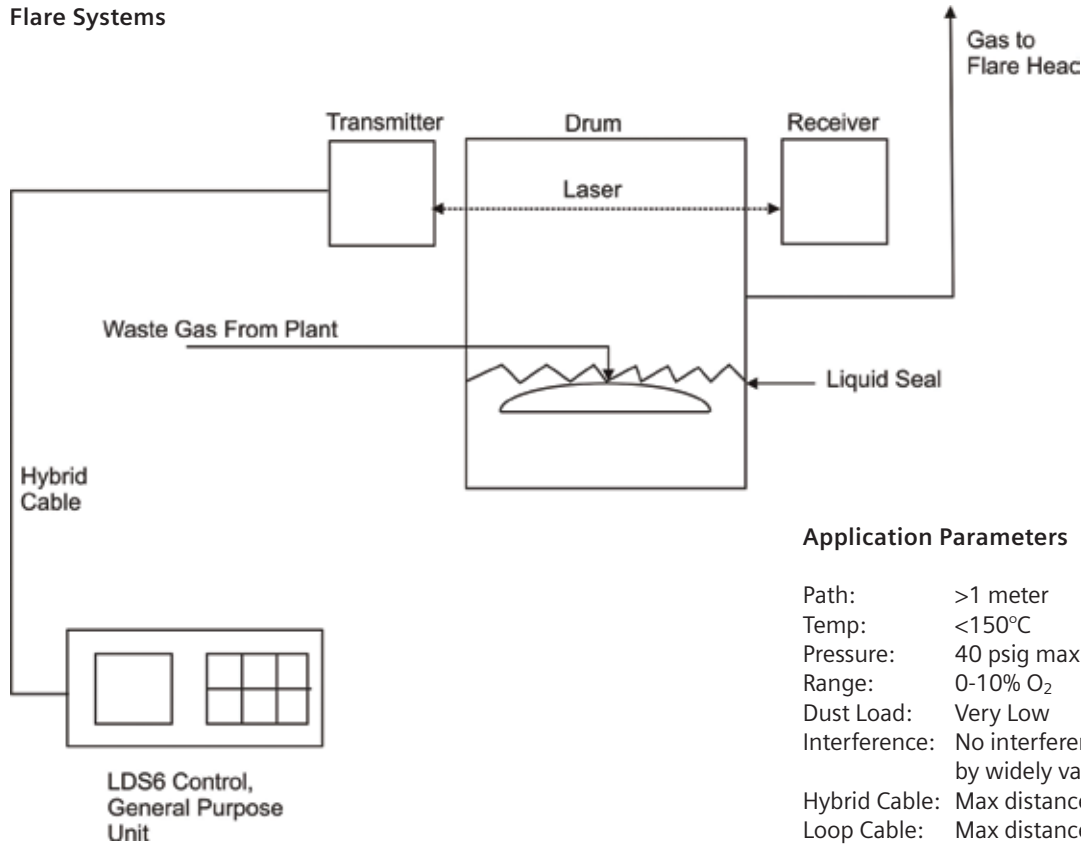 Flare Systems
Gas to
Flare Heac
Transmitter
Drum
Receiver
Laser
Waste Gas From Plant
Liquid Seal
Hybrid
Cable
LDS6 Control,
General Purpose
Unit
Application Parameters
Path: >1 meter
Temp: <150°C
Pressure: 40 psig max
Range: 0-10% O₂
Dust Load: Very Low
Interference: No interferen
by widely va
Hybrid Cable: Max distance
Loop Cable: Max distance